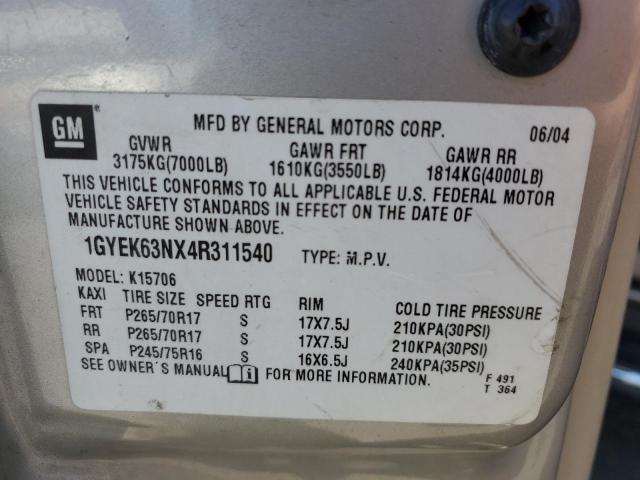 GM
MFD BY GENERAL MOTORS CORP. 06/04
GVWR GAWR FRT GAWR RR
3175KG(7000LB) 1610KG(3550LB) 1814KG(4000LB)
THIS VEHICLE CONFORMS TO ALL APPLICABLE U.S. FEDERAL MOTOR
VEHICLE SAFETY STANDARDS IN EFFECT ON THE DATE OF
MANUFACTURE SHOWN ABOVE.
1GYEK63NX4R311540 TYPE: M.P.V.
MODEL: K15706
KAXI TIRE SIZE SPEED RTG RIM COLD TIRE PRESSURE
FRT P265/70R17 S 17X7.5J 210KPA(30PSI)
RR P265/70R17 S 17X7.5J 210KPA(30PSI)
SPA P245/75R16 S 16X6.5J 240KPA(35PSI)
SEE OWNER'S MANUAL FOR MORE INFORMATION.
F 491
T 364